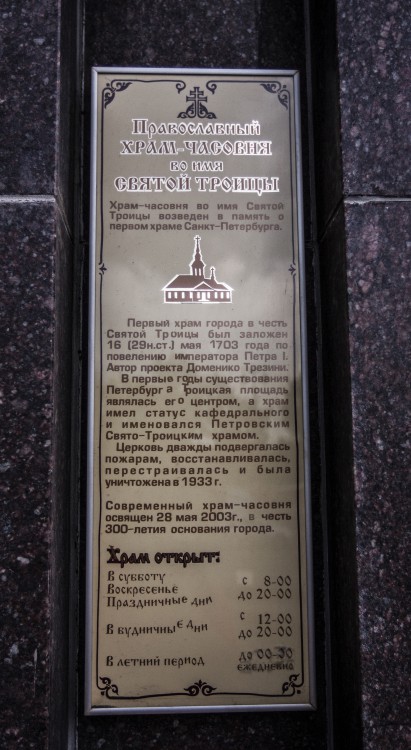 Православный
ХРАМ-ЧАСОВНЯ
во имя
СВЯТОЙ ТРОИЦЫ
Храм-часовня во имя Святой
Троицы возведен в память о
первом храме Санкт-Петербурга.
Первый храм города в честь
Святой Троицы был заложен
16 (29н.ст.) мая 1703 года по
повелению императора Петра I.
Автор проекта Доменико Трезини.
В первые годы существования
Петербурга Троицкая площадь
являлась его центром, а храм
имел статус кафедрального
и именовался Петровским
Свято-Троицким храмом.
Церковь дважды подвергалась
пожарам, восстанавливалась,
перестраивалась и была
уничтожена в 1933 г.
Современный храм-часовня
освящен 28 мая 2003г., в честь
300-летия основания города.
Храм открыт:
В субботу с 8-00
Воскресенье до 20-00
Праздничные дни
с 12-00
В будничные дни до 20-00
В летний период до
ежедневно